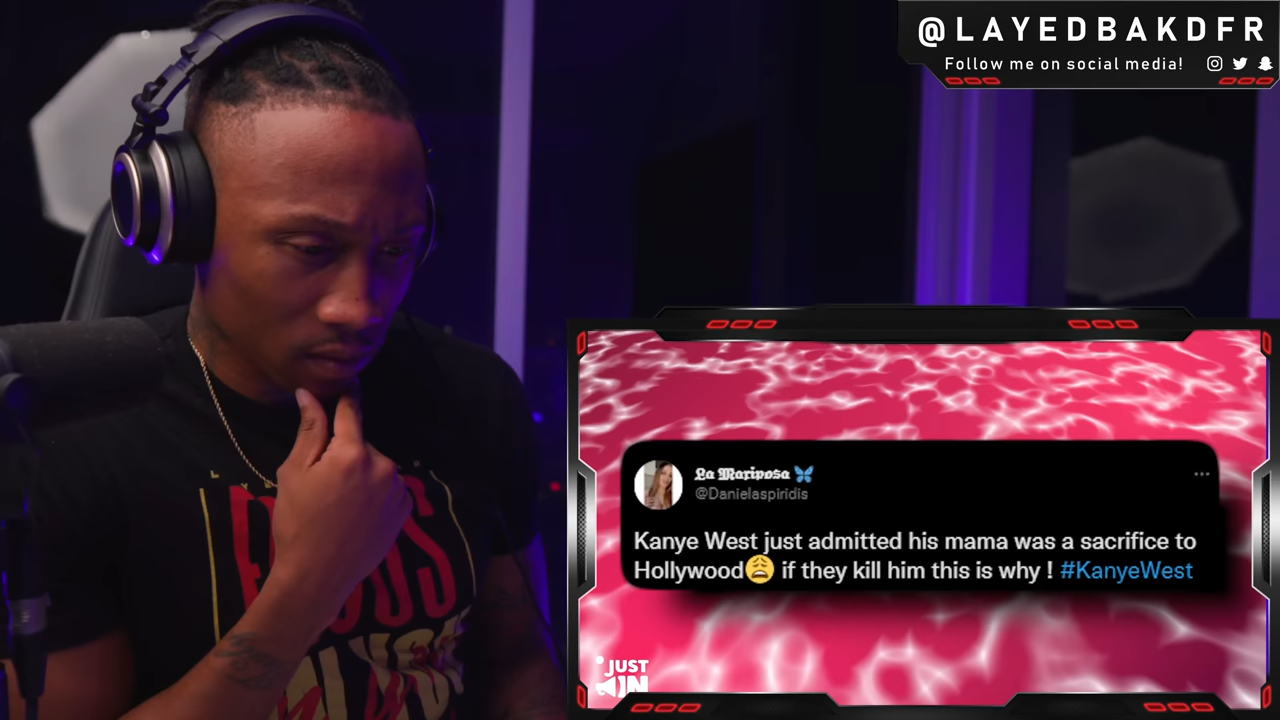 @LAYEDBAKDFR
Follow me on social media!
La Mariposa 🦋
@Danielaspiridis
Kanye West just admitted his mama was a sacrifice to
Hollywood😩 if they kill him this is why ! #KanyeWest
JUST
IN